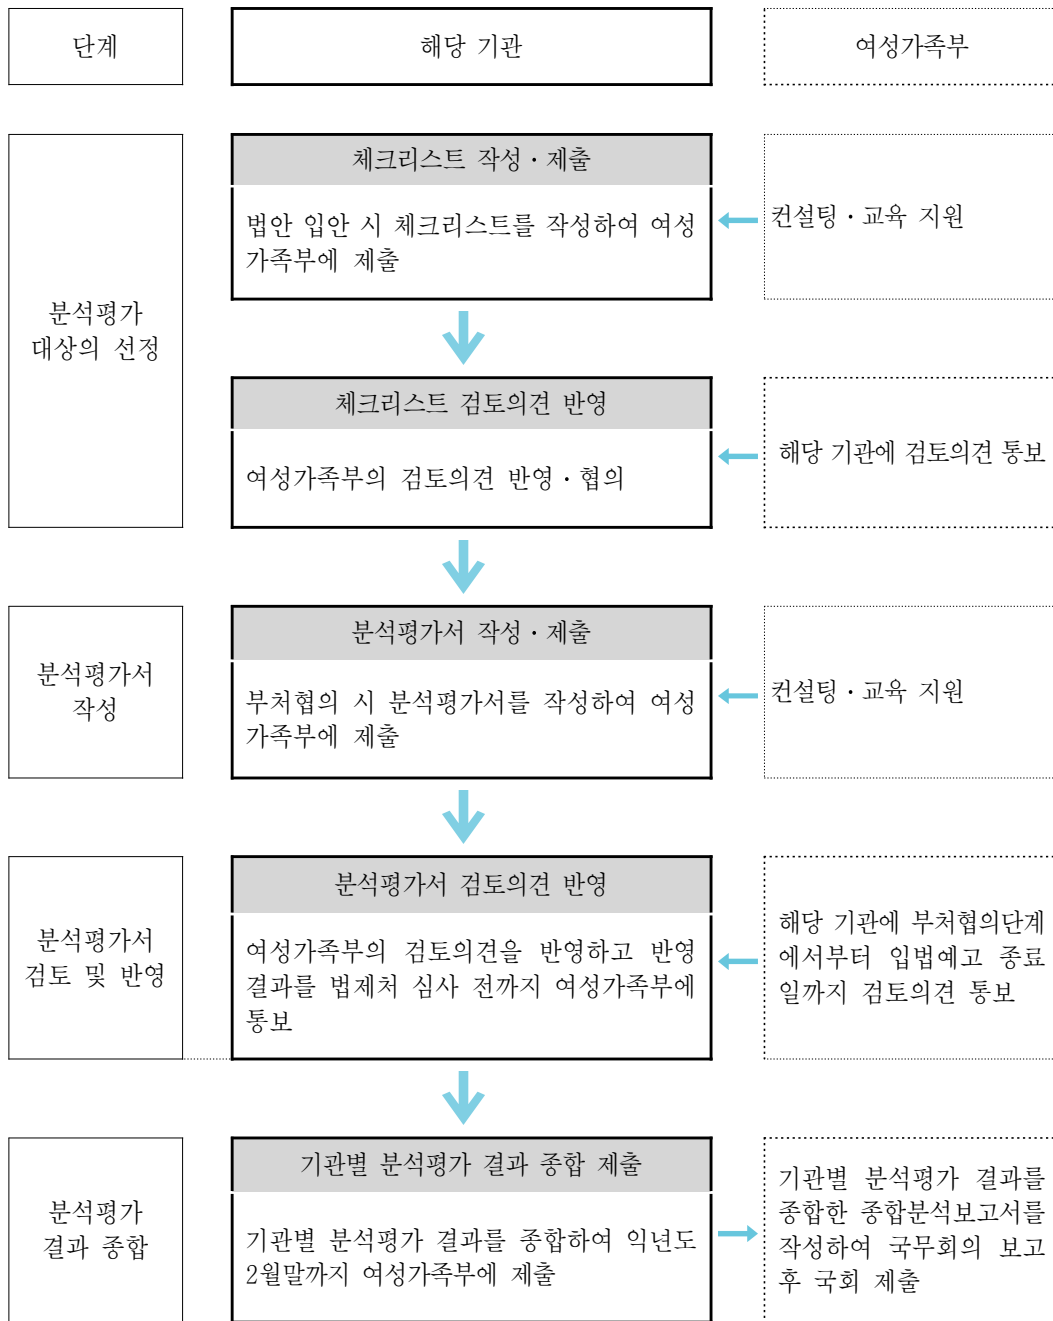 단계
해당 기관
여성가족부
분석평가
대상의 선정
체크리스트 작성·제출
법안 입안 시 체크리스트를 작성하여 여성
가족부에 제출
컨설팅·교육 지원
체크리스트 검토의견 반영
여성가족부의 검토의견 반영·협의
해당 기관에 검토의견 통보
분석평가서
작성
분석평가서 작성·제출
부처협의 시 분석평가서를 작성하여 여성
가족부에 제출
컨설팅·교육 지원
분석평가서
검토 및 반영
분석평가서 검토의견 반영
여성가족부의 검토의견을 반영하고 반영
결과를 법제처 심사 전까지 여성가족부에
통보
해당 기관에 부처협의단계
에서부터 입법예고 종료
일까지 검토의견 통보
분석평가
결과 종합
기관별 분석평가 결과 종합 제출
기관별 분석평가 결과를 종합하여 익년도
2월말까지 여성가족부에 제출
기관별 분석평가 결과를
종합한 종합분석보고서를
작성하여 국무회의 보고
후 국회 제출